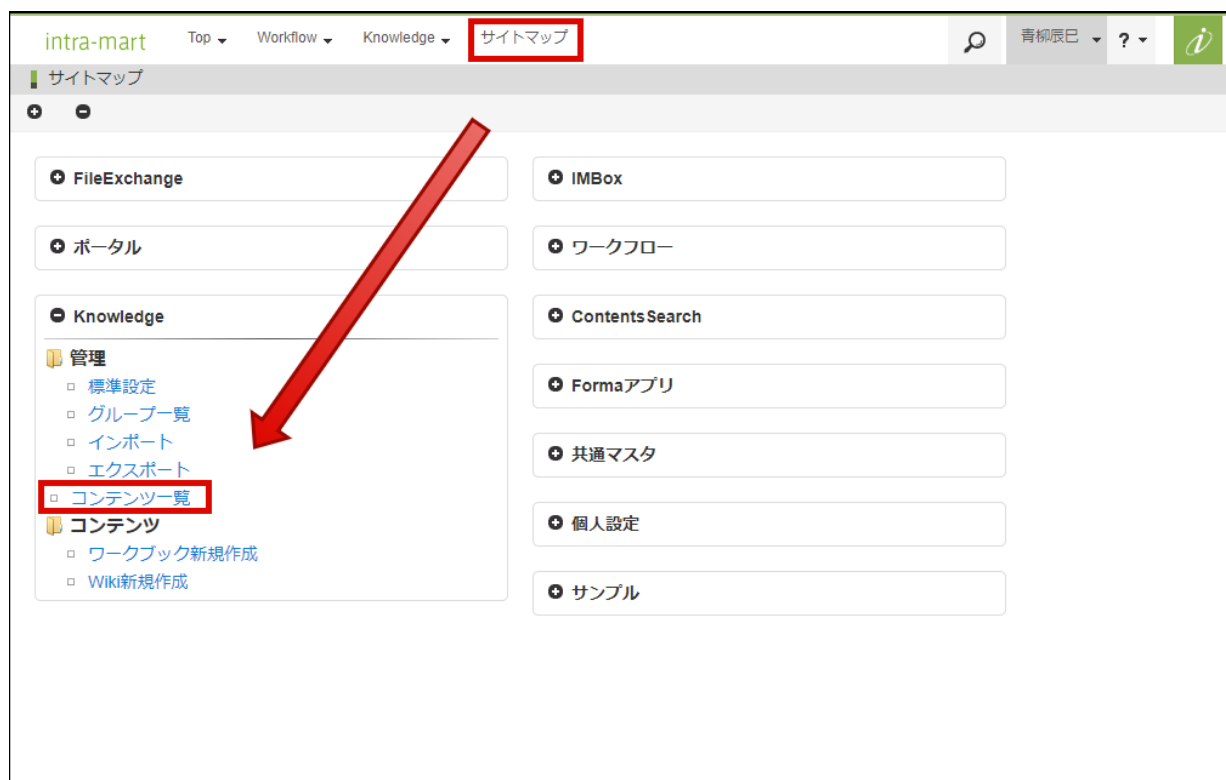 intra-mart Top Workflow Knowledge サイトマップ 青柳辰巳 ?
サイトマップ
FileExchange
IMBox
ポータル
ワークフロー
Knowledge
管理
標準設定
グループ一覧
インポート
エクスポート
コンテンツ一覧
コンテンツ
ワークブック新規作成
Wiki新規作成
ContentsSearch
Formaアプリ
共通マスタ
個人設定
サンプル